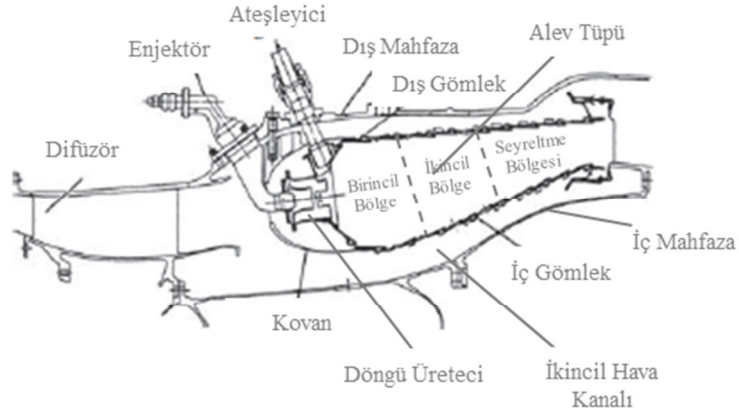 Ateşleyici
Enjektör
Dış Mahfaza
Alev Tüpü
Dış Gömlek
Difüzör
Birincil
Bölge
İkincil
Bölge
Seyreltme
Bölgesi
İç Mahfaza
İç Gömlek
Kovan
Döngü Üreteci
İkincil Hava
Kanalı